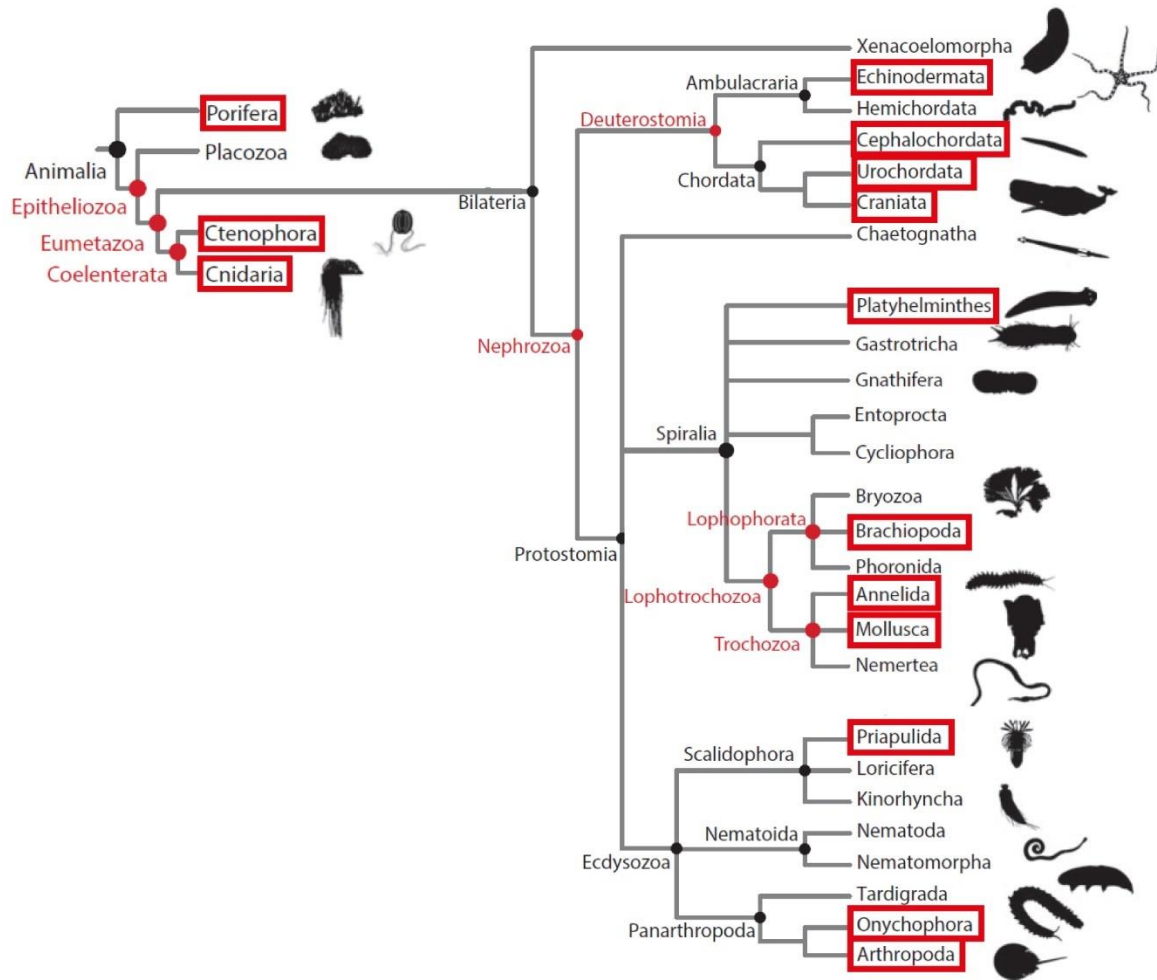 Porifera
Placozoa
Animalia
Epitheliozoa
Eumetazoa
Coelenterata
Ctenophora
Cnidaria
Bilateria
Nephrozoa
Xenacoelomorpha
Ambulacraria
Echinodermata
Hemichordata
Deuterostomia
Cephalochordata
Chordata
Urochordata
Craniata
Chaetognatha
Platyhelminthes
Gastrotricha
Gnathifera
Entoprocta
Spiralia
Cycliophora
Bryozoa
Lophophorata
Brachiopoda
Protostomia
Phoronida
Lophotrochozoa
Annelida
Mollusca
Trochozoa
Nemertea
Priapulida
Scalidophora
Loricifera
Kinorhyncha
Nematoida
Nematoda
Ecdysozoa
Nematomorpha
Tardigrada
Panarthropoda
Onychophora
Arthropoda